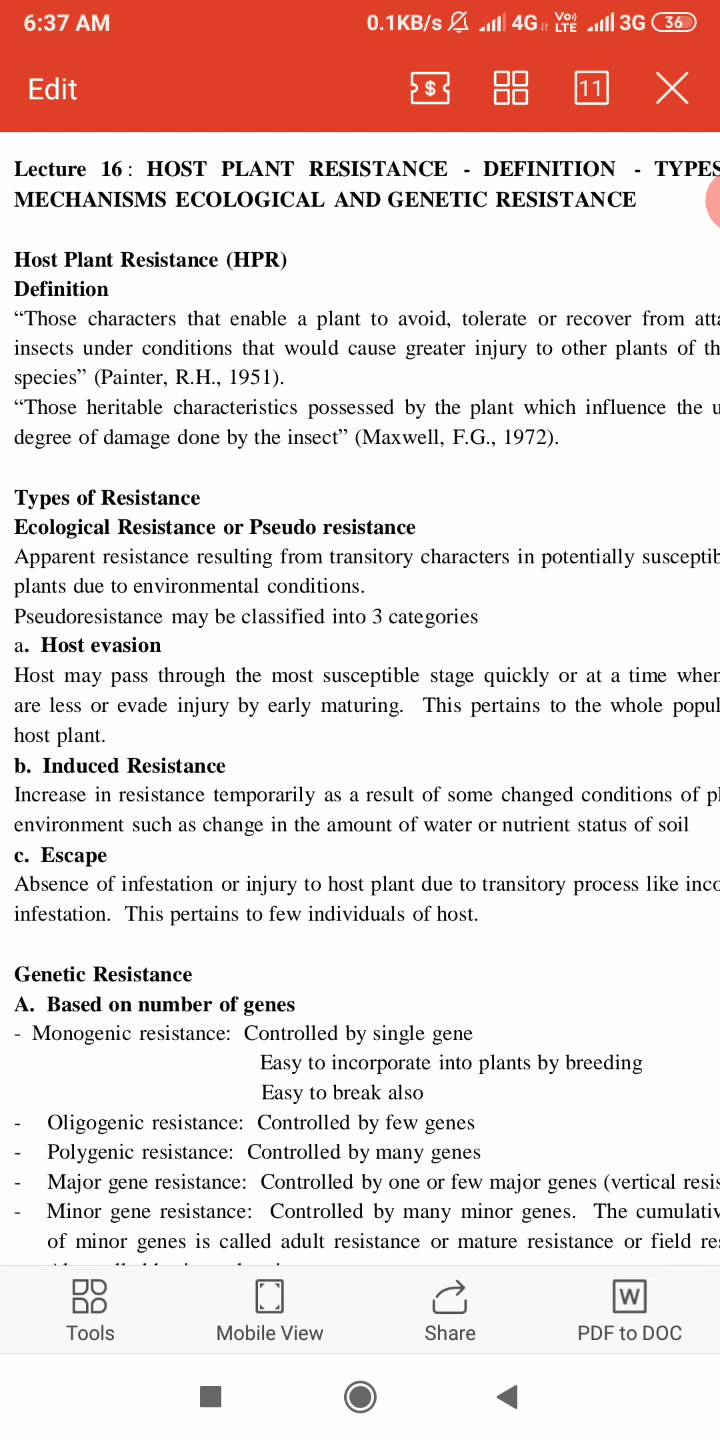 6:37 AM
0.1KB/s 4G Vo)) LTE 3G 36
Edit
$
11
Lecture 16: HOST PLANT RESISTANCE - DEFINITION - TYPES
MECHANISMS ECOLOGICAL AND GENETIC RESISTANCE
Host Plant Resistance (HPR)
Definition
“Those characters that enable a plant to avoid, tolerate or recover from
insects under conditions that would cause greater injury to other plants of
species” (Painter, R.H., 1951).
“Those heritable characteristics possessed by the plant which influence the
degree of damage done by the insect” (Maxwell, F.G., 1972).
Types of Resistance
Ecological Resistance or Pseudo resistance
Apparent resistance resulting from transitory characters in potentially
plants due to environmental conditions.
Pseudoresistance may be classified into 3 categories
a. Host evasion
Host may pass through the most susceptible stage quickly or at a time when
are less or evade injury by early maturing. This pertains to the whole
host plant.
b. Induced Resistance
Increase in resistance temporarily as a result of some changed conditions of
environment such as change in the amount of water or nutrient status of soil
c. Escape
Absence of infestation or injury to host plant due to transitory process like
infestation. This pertains to few individuals of host.
Genetic Resistance
A. Based on number of genes
- Monogenic resistance: Controlled by single gene
Easy to incorporate into plants by breeding
Easy to break also
- Oligogenic resistance: Controlled by few genes
- Polygenic resistance: Controlled by many genes
- Major gene resistance: Controlled by one or few major genes (vertical
- Minor gene resistance: Controlled by many minor genes. The
of minor genes is called adult resistance or mature resistance or field
Tools
Mobile View
Share
W
PDF to DOC